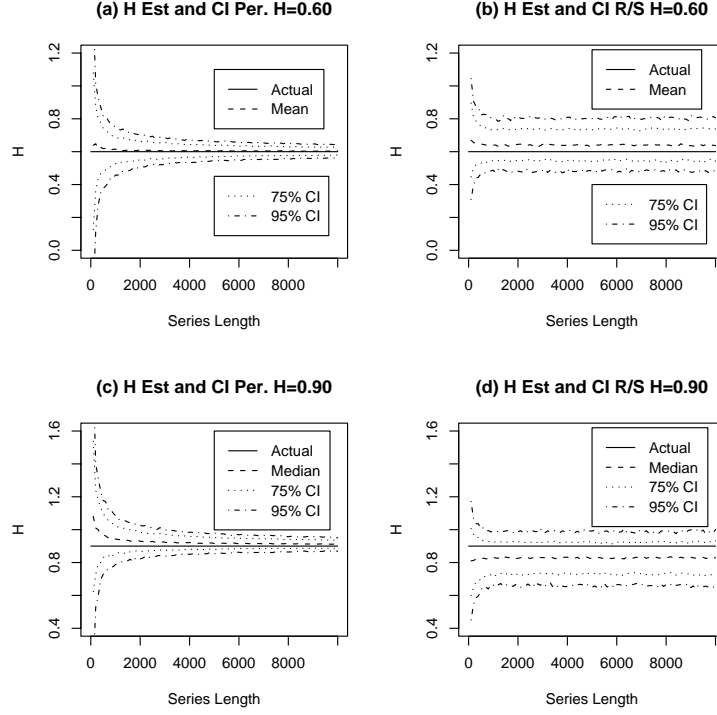 (a) H Est and CI Per. H=0.60
H
0.0
0.4
0.8
1.2
Actual
Mean
75% CI
95% CI
0
2000
4000
6000
8000
Series Length
(b) H Est and CI R/S H=0.60
H
0.0
0.4
0.8
1.2
Actual
Mean
75% CI
95% CI
0
2000
4000
6000
8000
Series Length
(c) H Est and CI Per. H=0.90
H
0.4
0.8
1.2
1.6
Actual
Median
75% CI
95% CI
0
2000
4000
6000
8000
Series Length
(d) H Est and CI R/S H=0.90
H
0.4
0.8
1.2
1.6
Actual
Median
75% CI
95% CI
0
2000
4000
6000
8000
Series Length